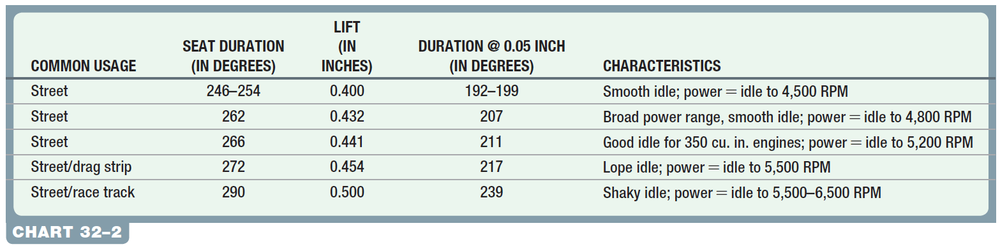 COMMON USAGE SEAT DURATION (IN DEGREES) LIFT (IN INCHES) DURATION @ 0.05 INCH (IN DEGREES) CHARACTERISTICS
Street 246–254 0.400 192–199 Smooth idle; power = idle to 4,500 RPM
Street 262 0.432 207 Broad power range, smooth idle; power = idle to 4,800 RPM
Street 266 0.441 211 Good idle for 350 cu. in. engines; power = idle to 5,200 RPM
Street/drag strip 272 0.454 217 Lope idle; power = idle to 5,500 RPM
Street/race track 290 0.500 239 Shaky idle; power = idle to 5,500–6,500 RPM
CHART 32–2